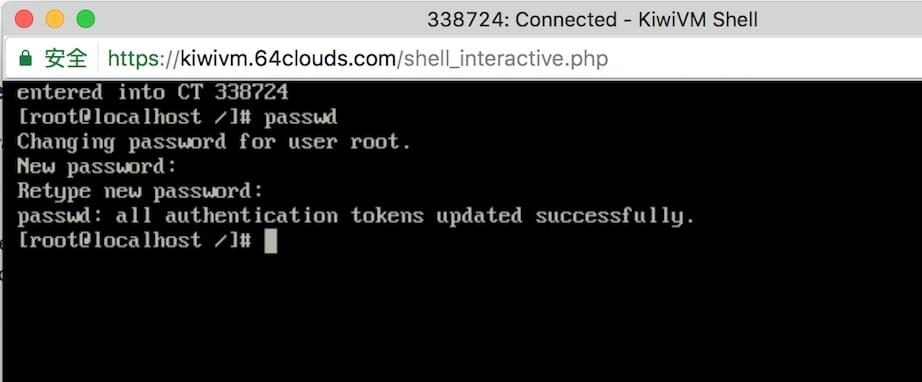 338724: Connected - KiwiVM Shell
安全 https://kiwivm.64clouds.com/shell_interactive.php
entered into CT 338724
[root@localhost /]# passwd
Changing password for user root.
New password:
Retype new password:
passwd: all authentication tokens updated successfully.
[root@localhost /]#